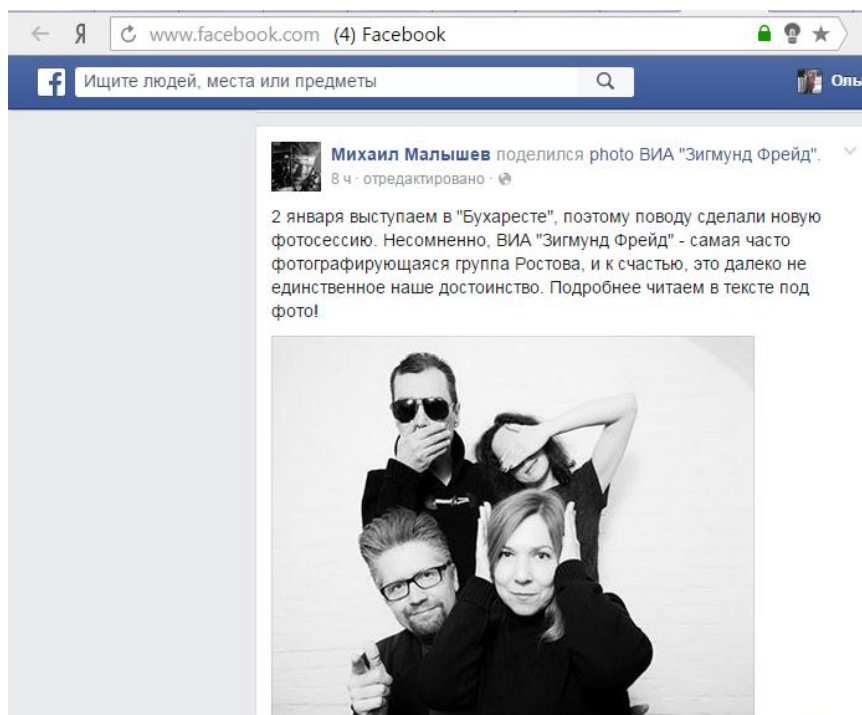 Я www.facebook.com (4) Facebook
f Ищите людей, места или предметы Оль
Михаил Малышев поделился photo ВИА "Зигмунд Фрейд".
8 ч · отредактировано ·
2 января выступаем в "Бухаресте", поэтому поводу сделали новую
фотосессию. Несомненно, ВИА "Зигмунд Фрейд" - самая часто
фотографирующаяся группа Ростова, и к счастью, это далеко не
единственное наше достоинство. Подробнее читаем в тексте под
фото!